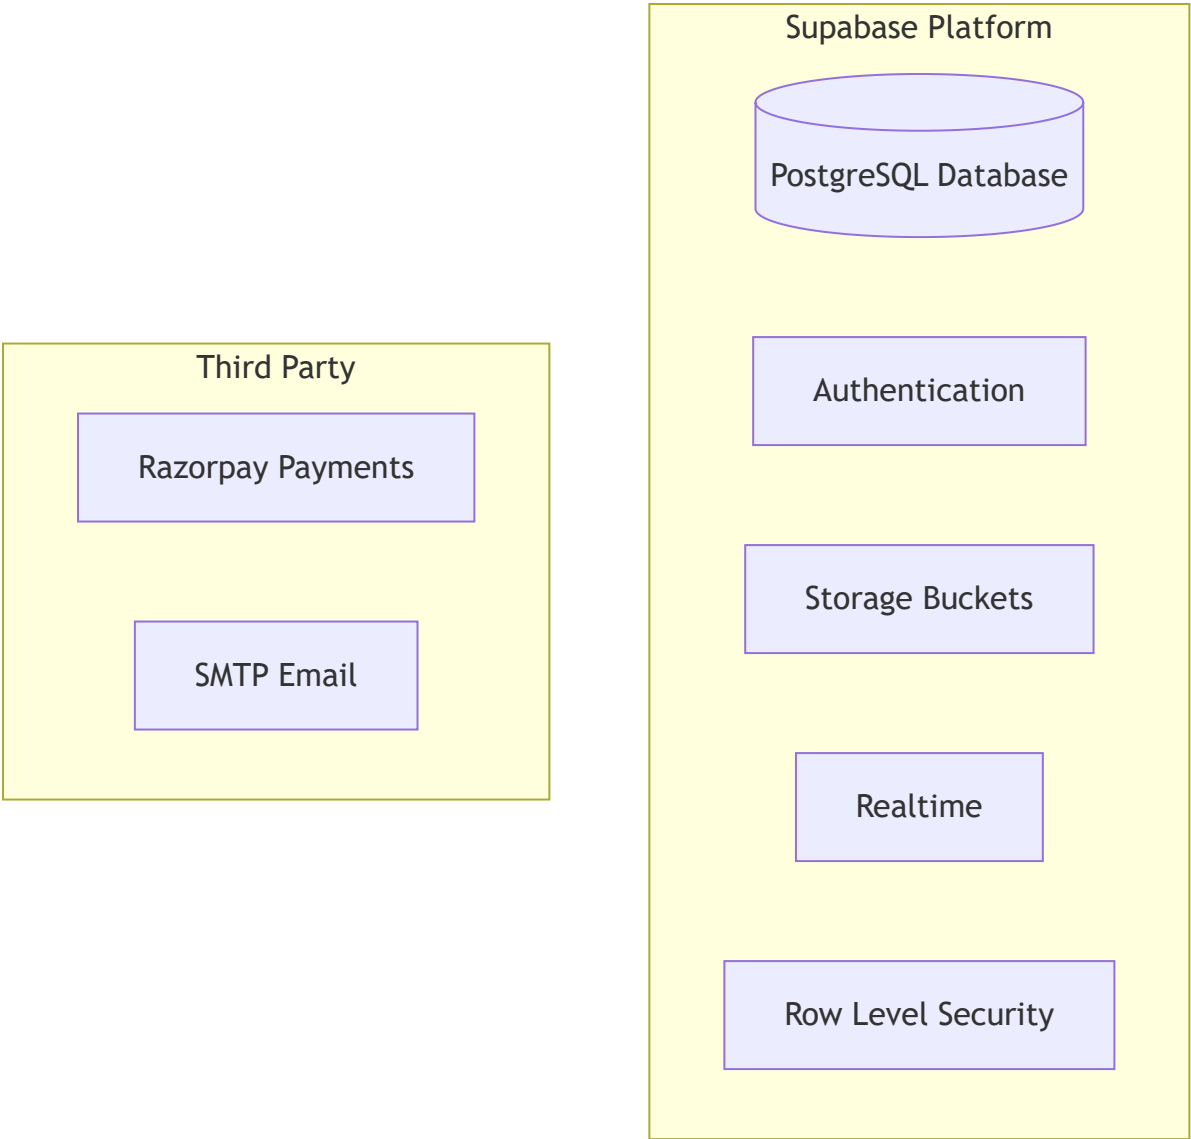 Supabase Platform
PostgreSQL Database
Third Party
Authentication
Razorpay Payments
Storage Buckets
SMTP Email
Realtime
Row Level Security